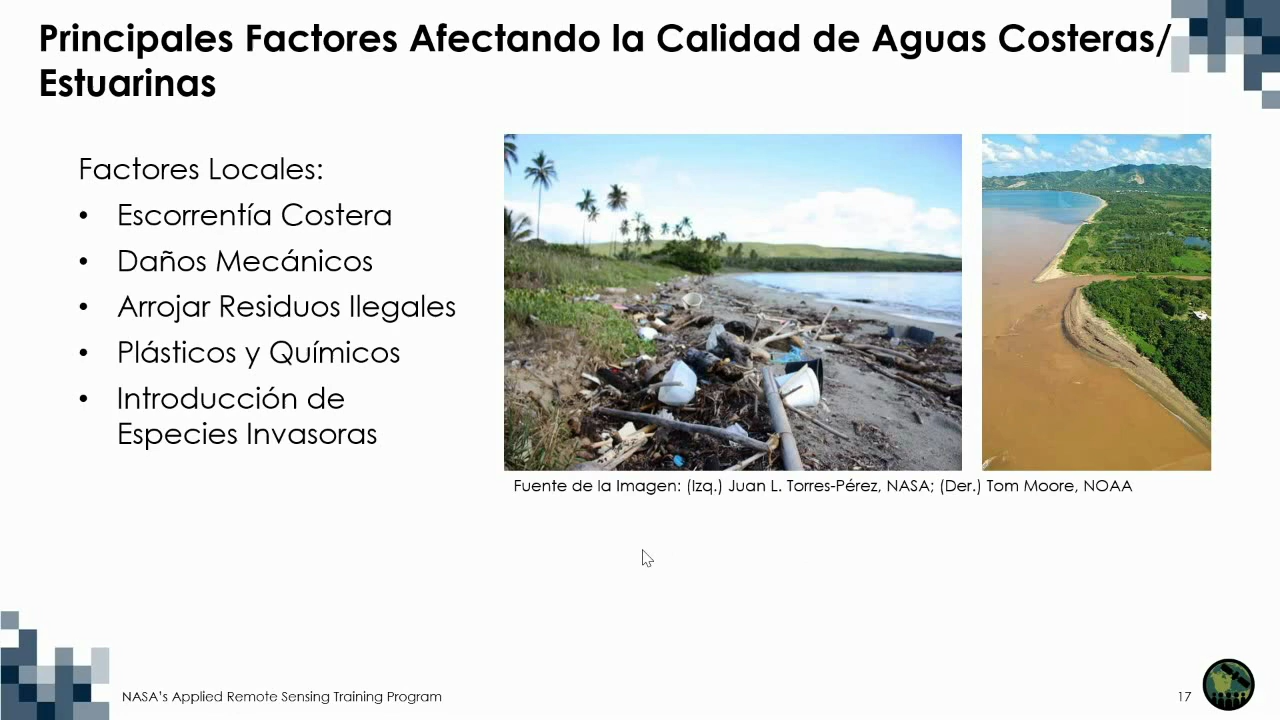 Principales Factores Afectando la Calidad de Aguas Costeras/
Estuarinas
Factores Locales:
• Escorrentía Costera
• Daños Mecánicos
• Arrojar Residuos Ilegales
• Plásticos y Químicos
• Introducción de
Especies Invasoras
Fuente de la Imagen: (Izq.) Juan L. Torres-Pérez, NASA; (Der.) Tom Moore, NOAA
NASA's Applied Remote Sensing Training Program
17